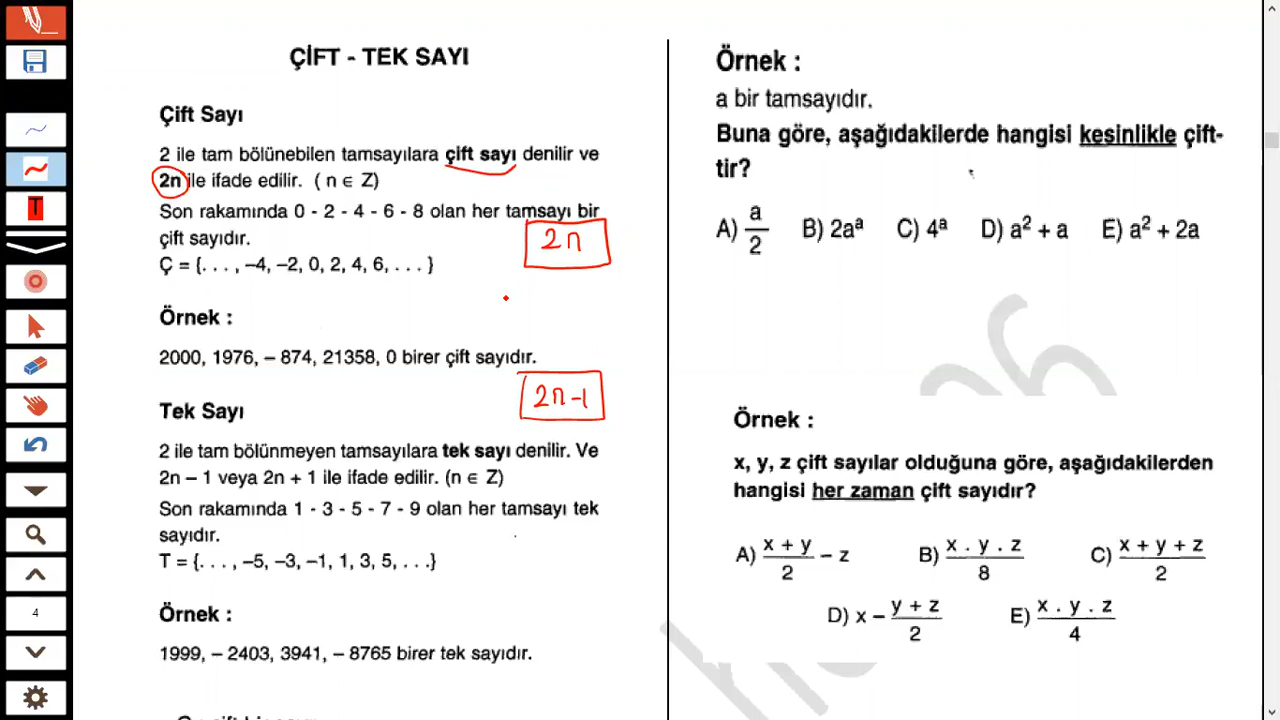 ÇİFT - TEK SAYI
Çift Sayı
2 ile tam bölünebilen tamsayılara çift sayı denilir ve
2n ile ifade edilir. ( n ∈ Z)
Son rakamında 0 - 2 - 4 - 6 - 8 olan her tamsayı bir
çift sayıdır.
2n
Ç = {. . . , –4, –2, 0, 2, 4, 6, . . . }
Örnek :
2000, 1976, – 874, 21358, 0 birer çift sayıdır.
2n-1
Tek Sayı
2 ile tam bölünmeyen tamsayılara tek sayı denilir. Ve
2n – 1 veya 2n + 1 ile ifade edilir. (n ∈ Z)
Son rakamında 1 - 3 - 5 - 7 - 9 olan her tamsayı tek
sayıdır.
T = {. . . , –5, –3, –1, 1, 3, 5, . . .}
Örnek :
1999, – 2403, 3941, – 8765 birer tek sayıdır.
Örnek :
a bir tamsayıdır.
Buna göre, aşağıdakilerde hangisi kesinlikle çift-
tir?
A) a/2 B) 2aᵃ C) 4ᵃ D) a² + a E) a² + 2a
Örnek :
x, y, z çift sayılar olduğuna göre, aşağıdakilerden
hangisi her zaman çift sayıdır?
A) (x + y)/2 – z B) (x . y . z)/8 C) (x + y + z)/2
D) x – (y + z)/2 E) (x . y . z)/4
T
4